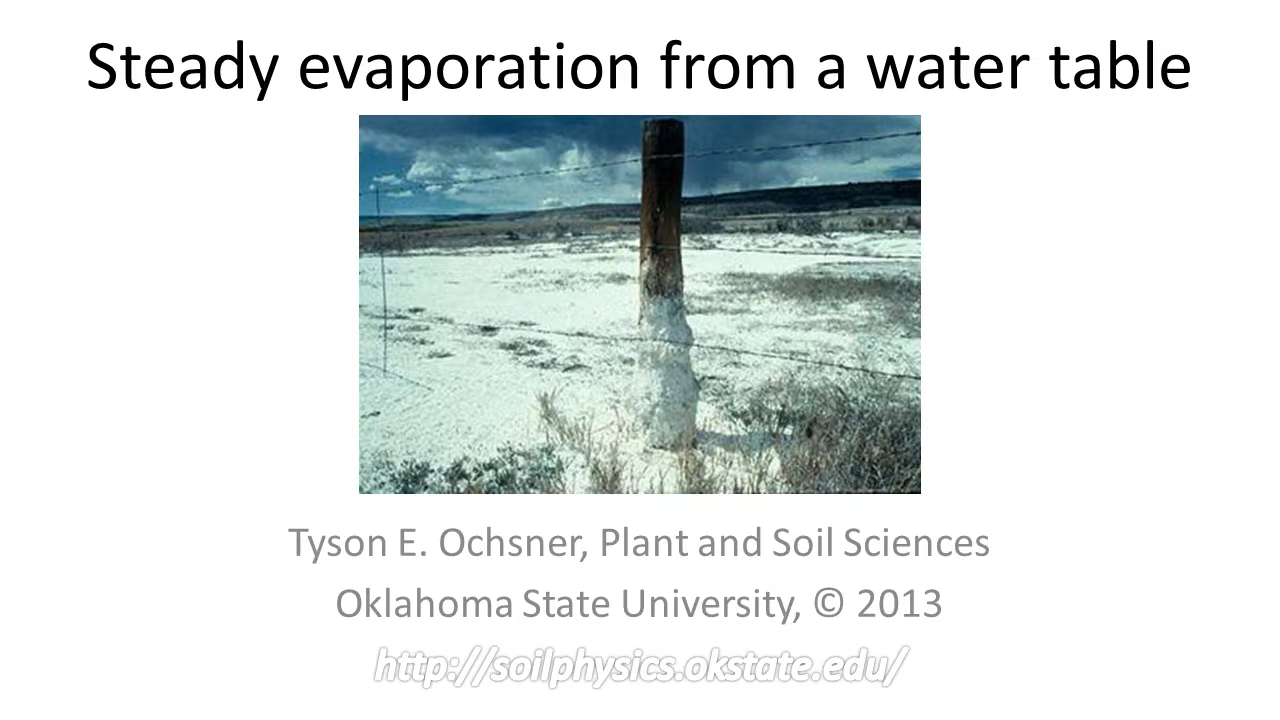 Steady evaporation from a water table
Tyson E. Ochsner, Plant and Soil Sciences
Oklahoma State University, © 2013
http://soilphysics.okstate.edu/